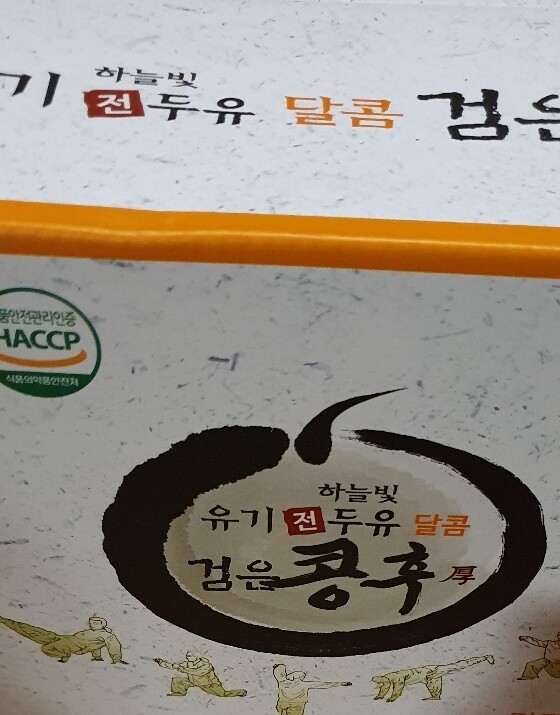 하늘빛
기 전두유 달콤 검은
품안전관리인증
HACCP
식품의약품안전처
하늘빛
유기 전두유 달콤
검은콩후 厚